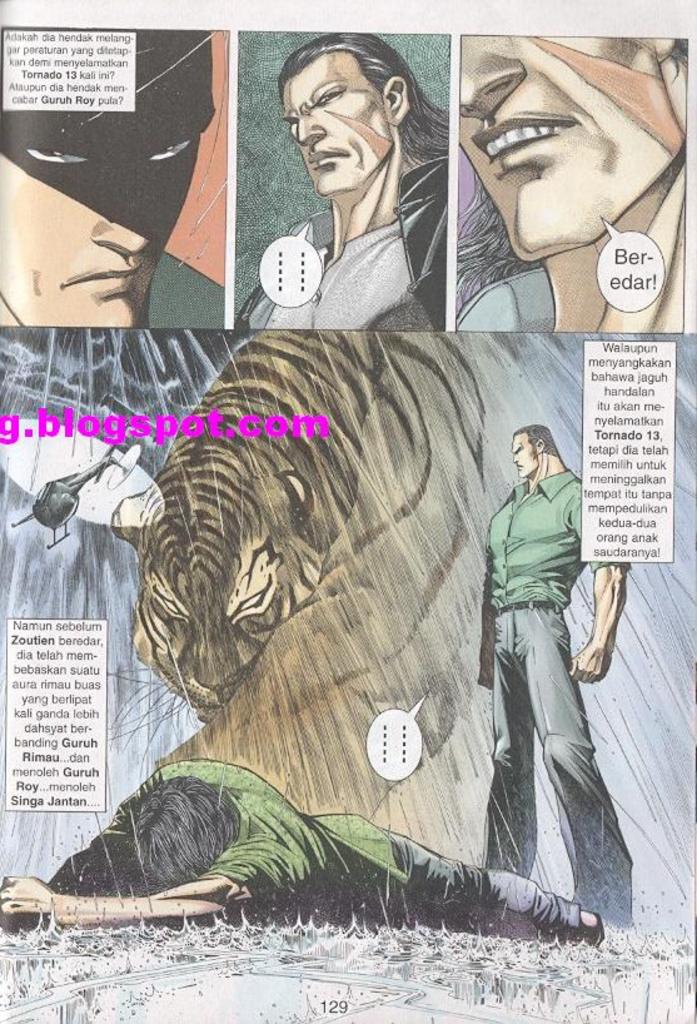 Adakah dia hendak melang-
gar peraturan yang ditetap-
kan demi menyelamatkan
Tornado 13 kali ini?
Ataupun dia hendak men-
cabar Guruh Roy pula?
Ber-
edar!
Walaupun
menyangkakan
bahawa jaguh
handalan
itu akan me-
nyelamatkan
Tornado 13,
tetapi dia telah
memilih untuk
meninggalkan
tempat itu tanpa
mempedulikan
kedua-dua
orang anak
saudaranya!
g.blogspot.com
Namun sebelum
Zoutien beredar,
dia telah mem-
bebaskan suatu
aura rimau buas
yang berlipat
kali ganda lebih
dahsyat ber-
banding Guruh
Rimau...dan
menoleh Guruh
Roy...menoleh
Singa Jantan....
129